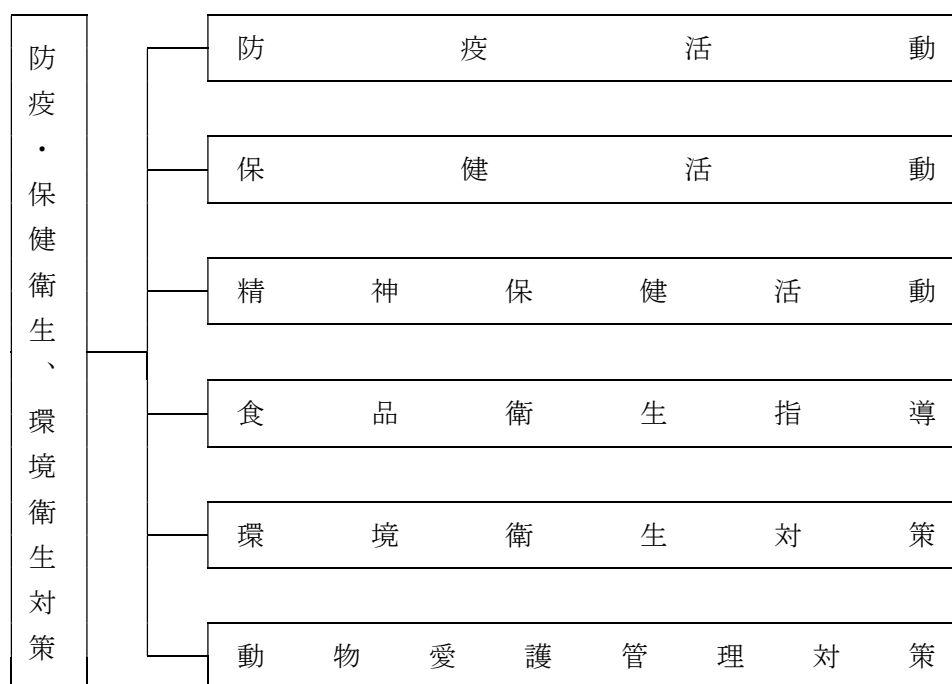 防疫・保健衛生、環境衛生対策
防疫活動
保健活動
精神保健活動
食品衛生指導
環境衛生対策
動物愛護管理対策